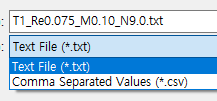 : T1_Re0.075_M0.10_N9.0.txt
: Text File (*.txt)
Text File (*.txt)
Comma Separated Values (*.csv)